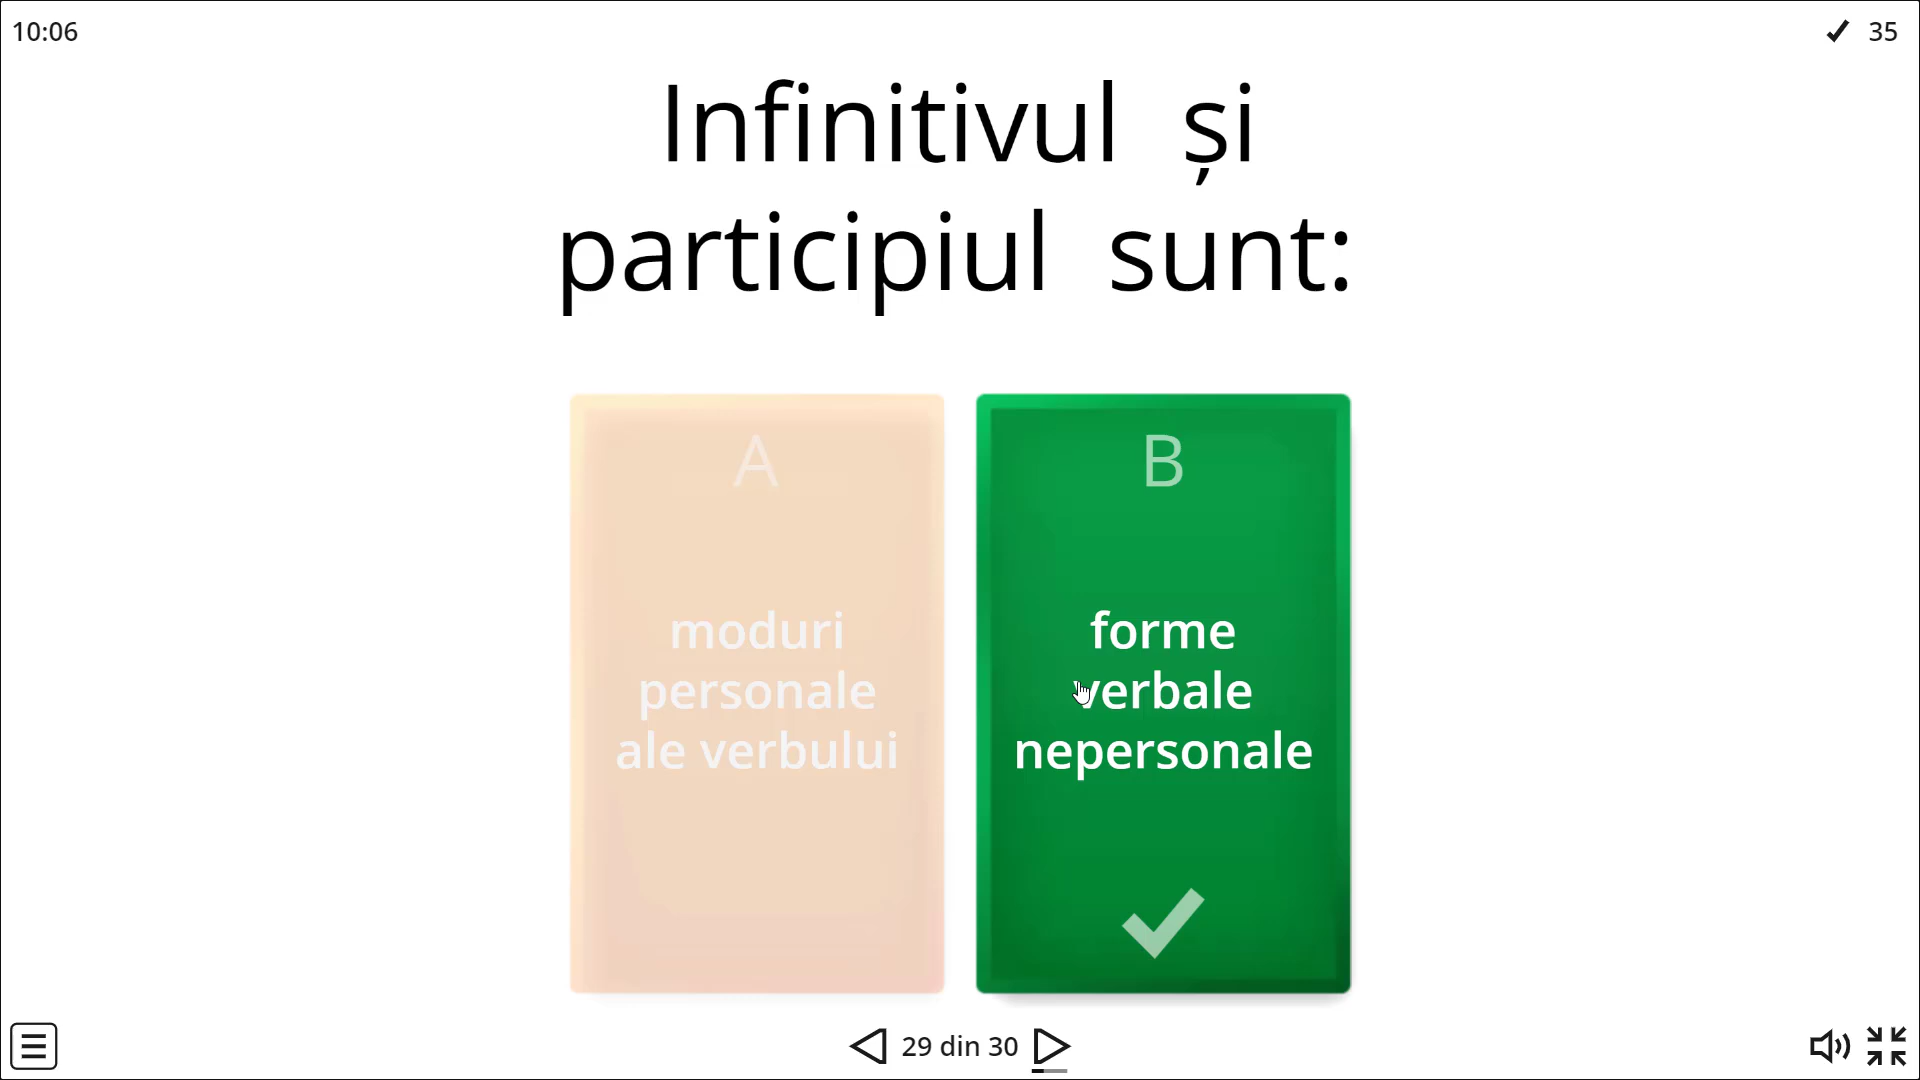 10:06
35
Infinitivul și
participiul sunt:
A
moduri
personale
ale verbului
B
forme
verbale
nepersonale
29 din 30